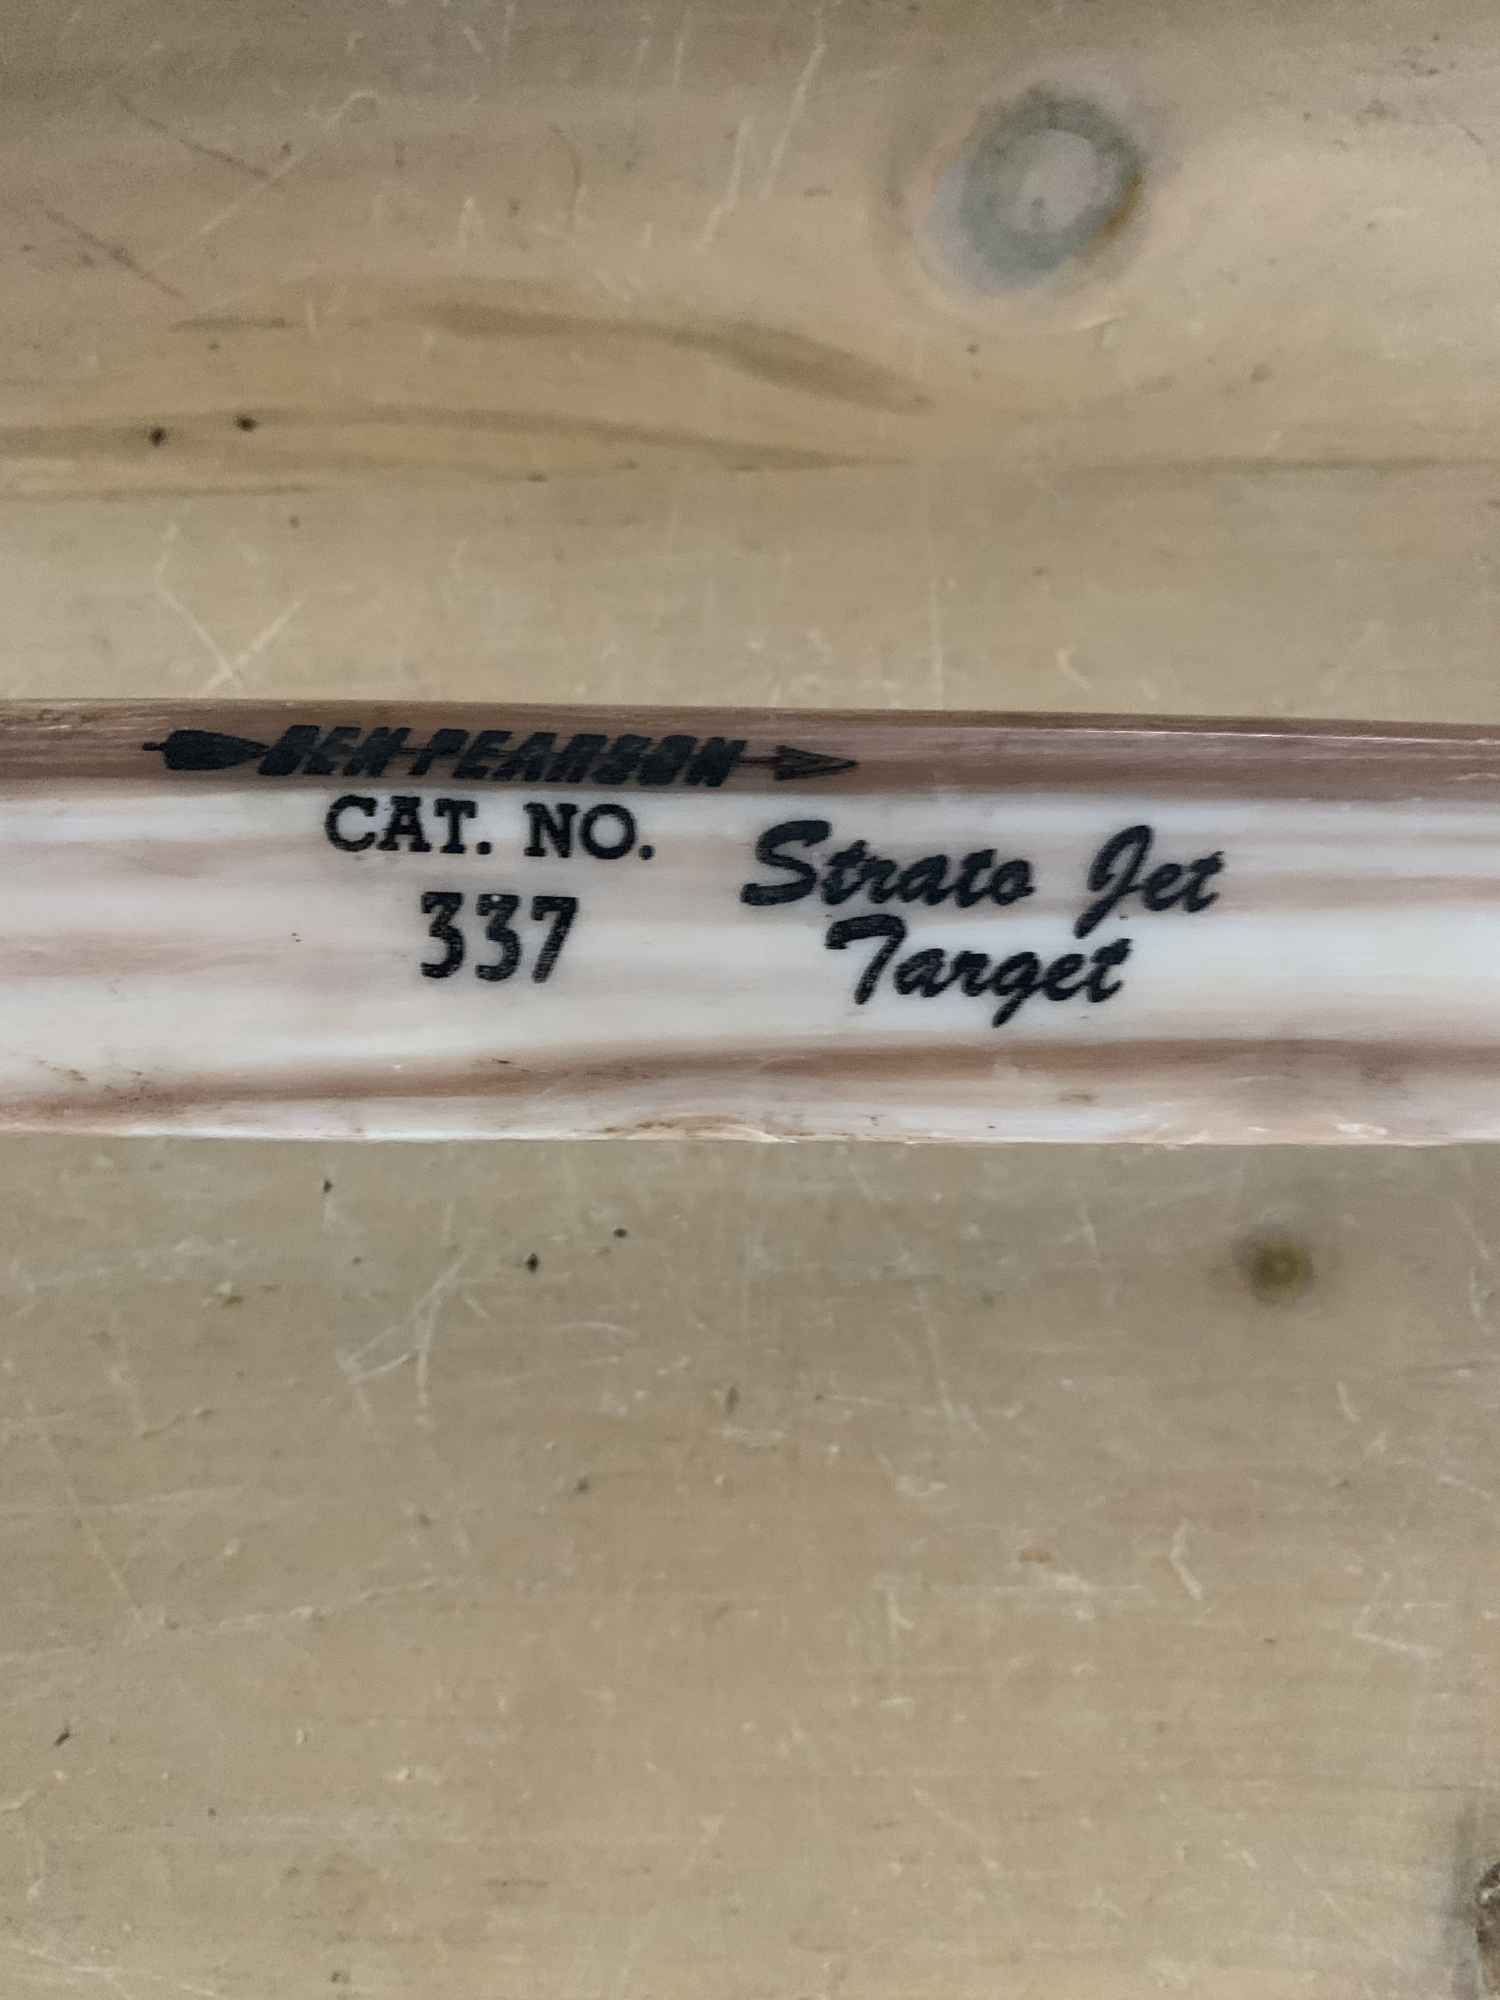 BEN PEARSON
CAT. NO.
337
Strato Jet
Target